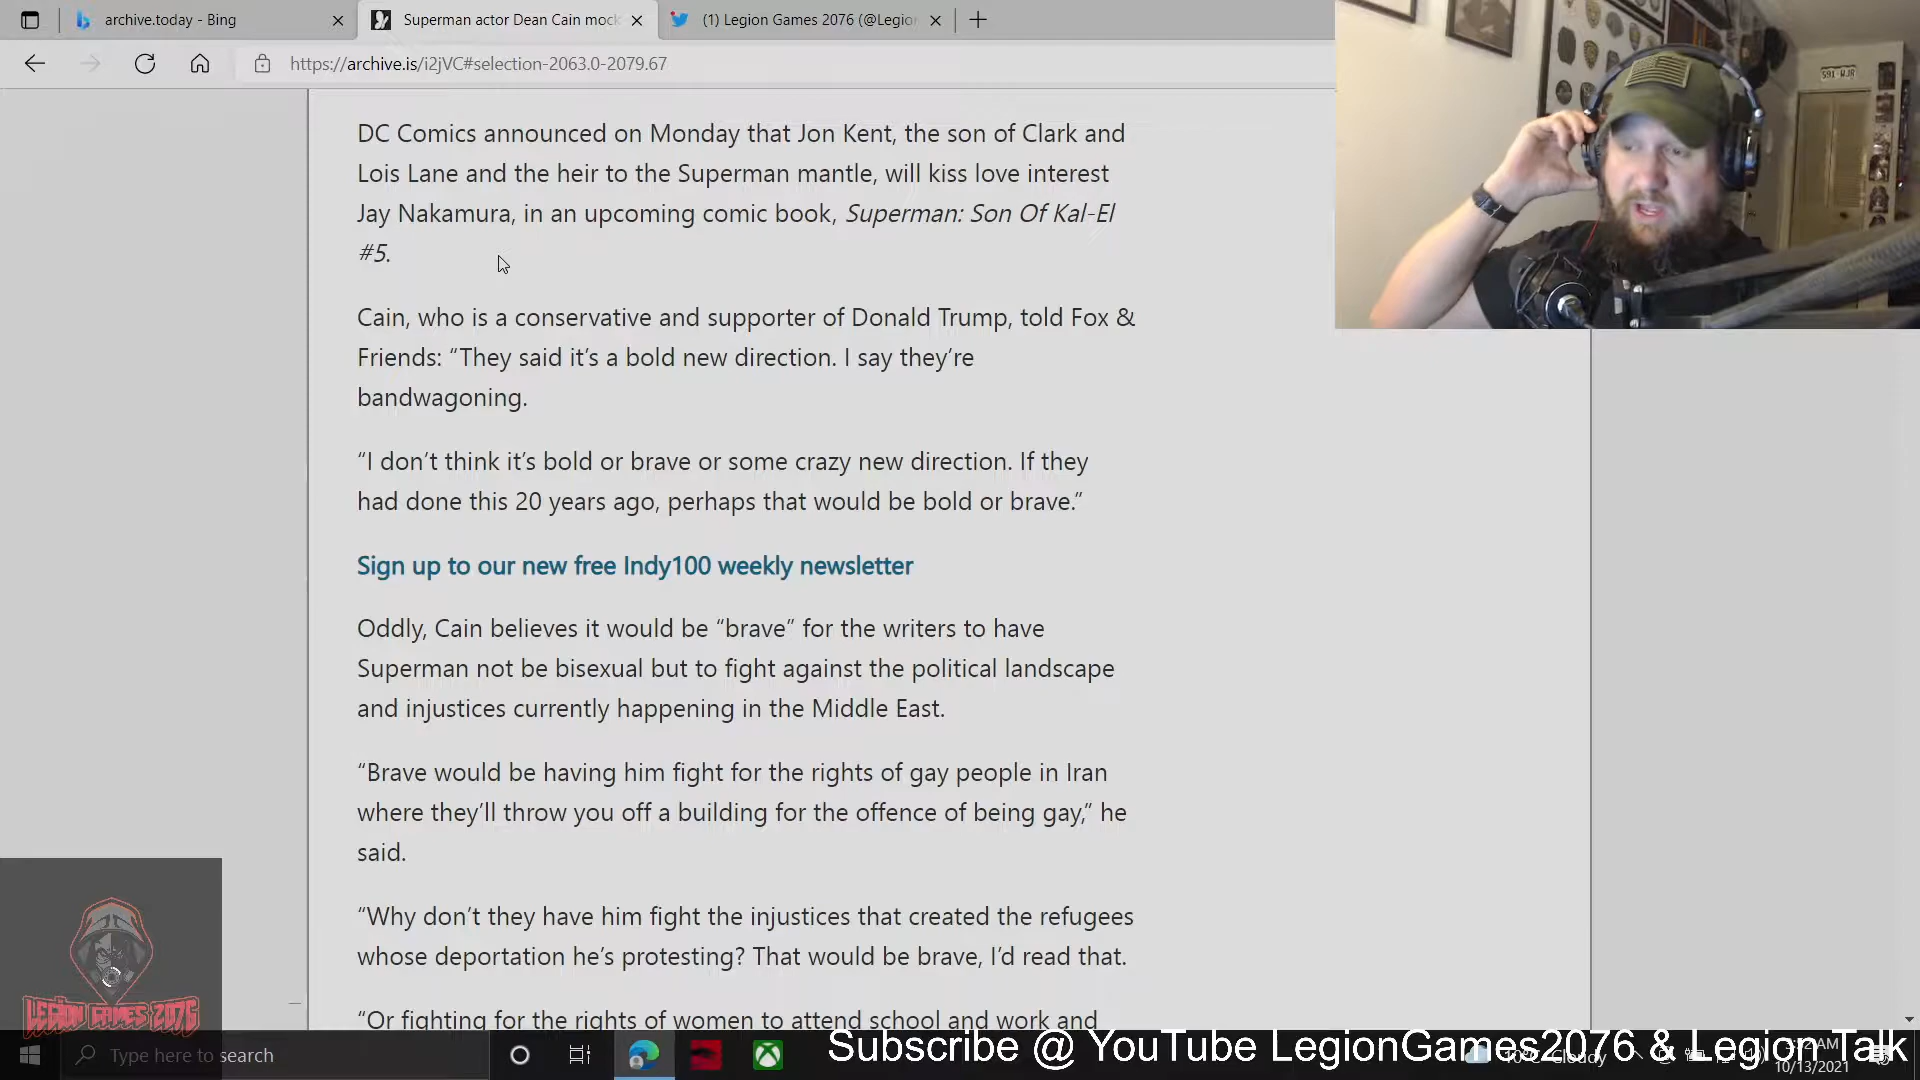 archive.today - Bing
Superman actor Dean Cain mock
(1) Legion Games 2076 (@Legio
https://archive.is/i2jVC#selection-2063.0-2079.67
591 WJR
DC Comics announced on Monday that Jon Kent, the son of Clark and
Lois Lane and the heir to the Superman mantle, will kiss love interest
Jay Nakamura, in an upcoming comic book, Superman: Son Of Kal-El
#5.
Cain, who is a conservative and supporter of Donald Trump, told Fox &
Friends: “They said it’s a bold new direction. I say they’re
bandwagoning.
“I don’t think it’s bold or brave or some crazy new direction. If they
had done this 20 years ago, perhaps that would be bold or brave.”
Sign up to our new free Indy100 weekly newsletter
Oddly, Cain believes it would be “brave” for the writers to have
Superman not be bisexual but to fight against the political landscape
and injustices currently happening in the Middle East.
“Brave would be having him fight for the rights of gay people in Iran
where they’ll throw you off a building for the offence of being gay,” he
said.
“Why don’t they have him fight the injustices that created the refugees
whose deportation he’s protesting? That would be brave, I’d read that.
“Or fighting for the rights of women to attend school and work and
LEGION GAMES 2076
Type here to search
Subscribe @ YouTube LegionGames2076 & Legion Talk
10°C Cloudy
AM
10/13/2021